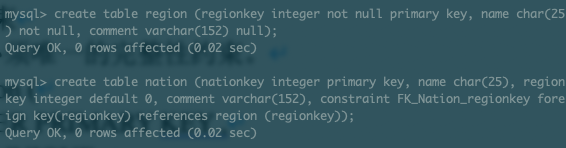 mysql> create table region (regionkey integer not null primary key, name char(25
) not null, comment varchar(152) null);
Query OK, 0 rows affected (0.02 sec)
mysql> create table nation (nationkey integer primary key, name char(25), region
key integer default 0, comment varchar(152), constraint FK_Nation_regionkey fore
ign key(regionkey) references region (regionkey));
Query OK, 0 rows affected (0.02 sec)